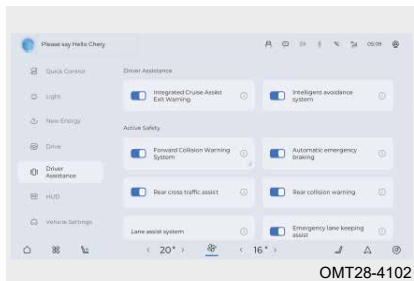 Please say Hello Chery
05:09
Quick Control
Light
New Energy
Drive
Driver
Assistance
HUD
Vehicle Settings
Driver Assistance
Integrated Cruise Assist
Exit Warning
Intelligent avoidance
system
Active Safety
Forward Collision Warning
System
Automatic emergency
braking
Rear cross traffic assist
Rear collision warning
Lane assist system
Emergency lane keeping
assist
< 20° >
< 16° >
OMT28-4102